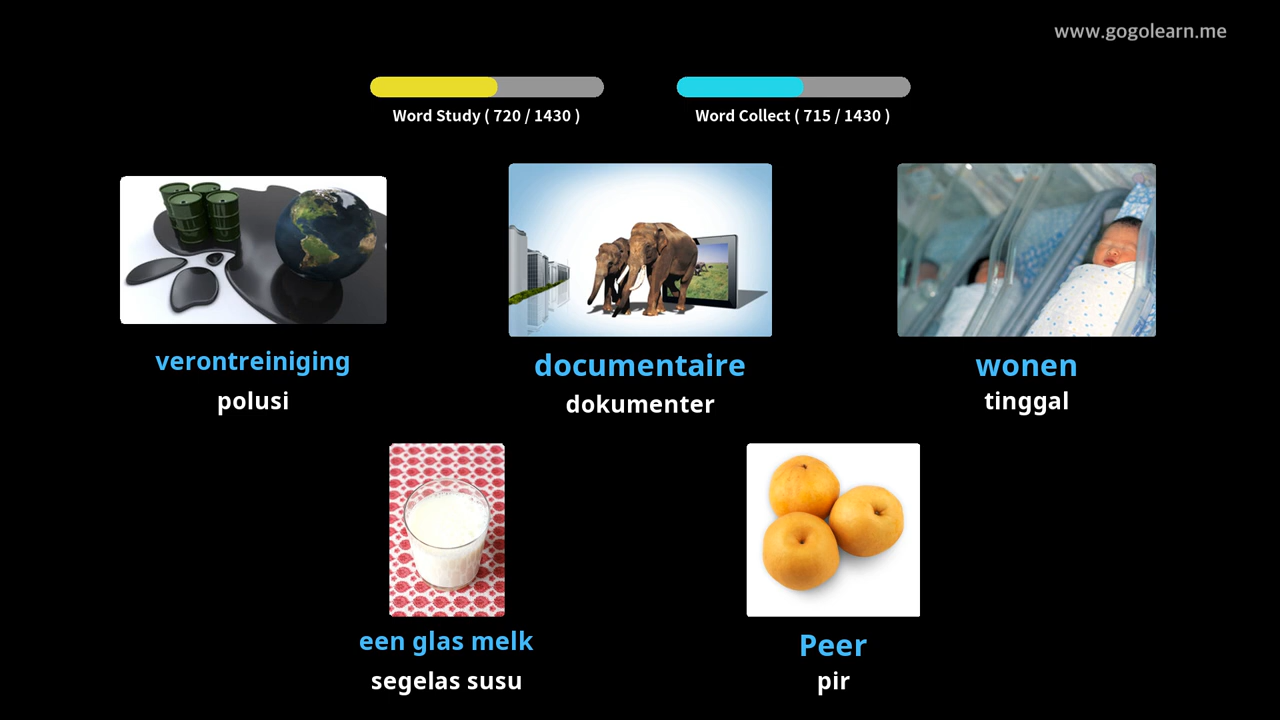 www.gogolearn.me
Word Study ( 720 / 1430 )
Word Collect ( 715 / 1430 )
verontreiniging
polusi
documentaire
dokumenter
wonen
tinggal
een glas melk
segelas susu
Peer
pir